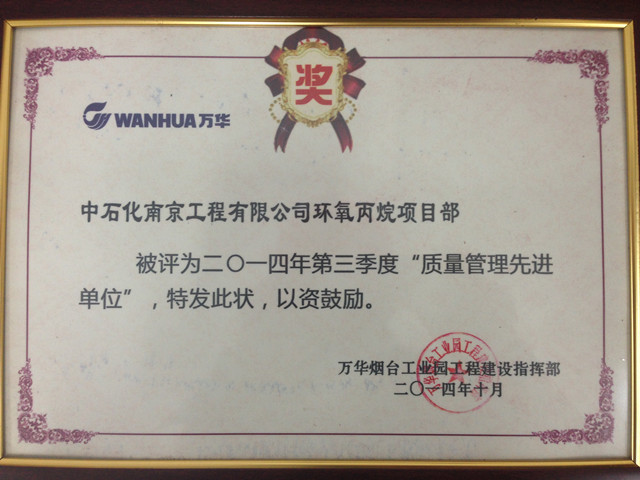 奖
WANHUA万华
中石化南京工程有限公司环氧丙烷项目部
被评为二〇一四年第三季度“质量管理先进
单位”，特发此状，以资鼓励。
万华烟台工业园工程建设指挥部
二〇一四年十月